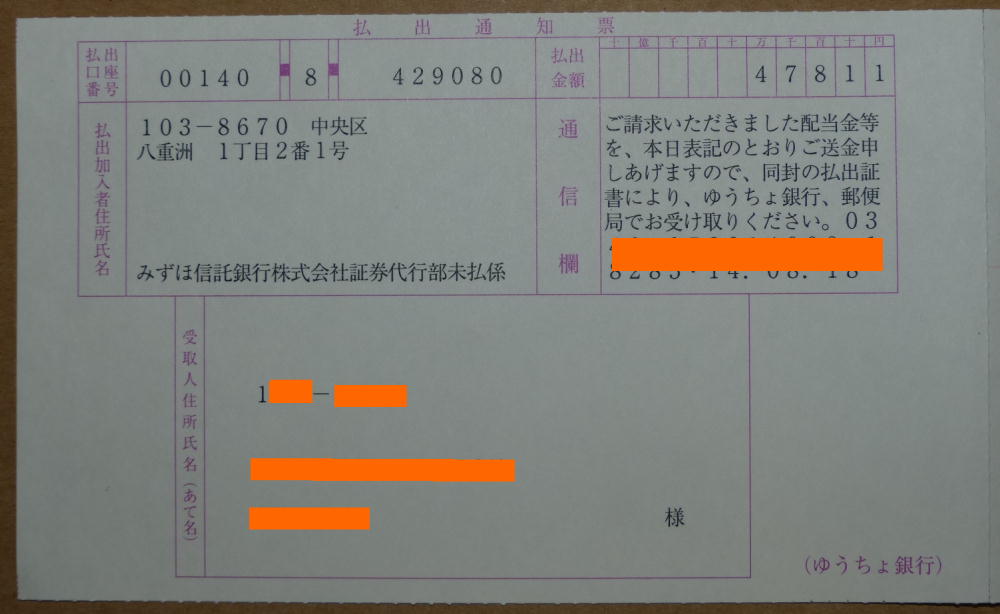 払出通知票
払出口座番号
00140 8 429080
払出金額
十億千百十万千百十円
47811
払出加入者住所氏名
103-8670 中央区
八重洲 1丁目2番1号
みずほ信託銀行株式会社証券代行部未払係
通信欄
ご請求いただきました配当金等
を、本日表記のとおりご送金申
しあげますので、同封の払出証
書により、ゆうちょ銀行、郵便
局でお受け取りください。03
8285・14.08.18
受取人住所氏名(あて名)
1 -
様
(ゆうちょ銀行)